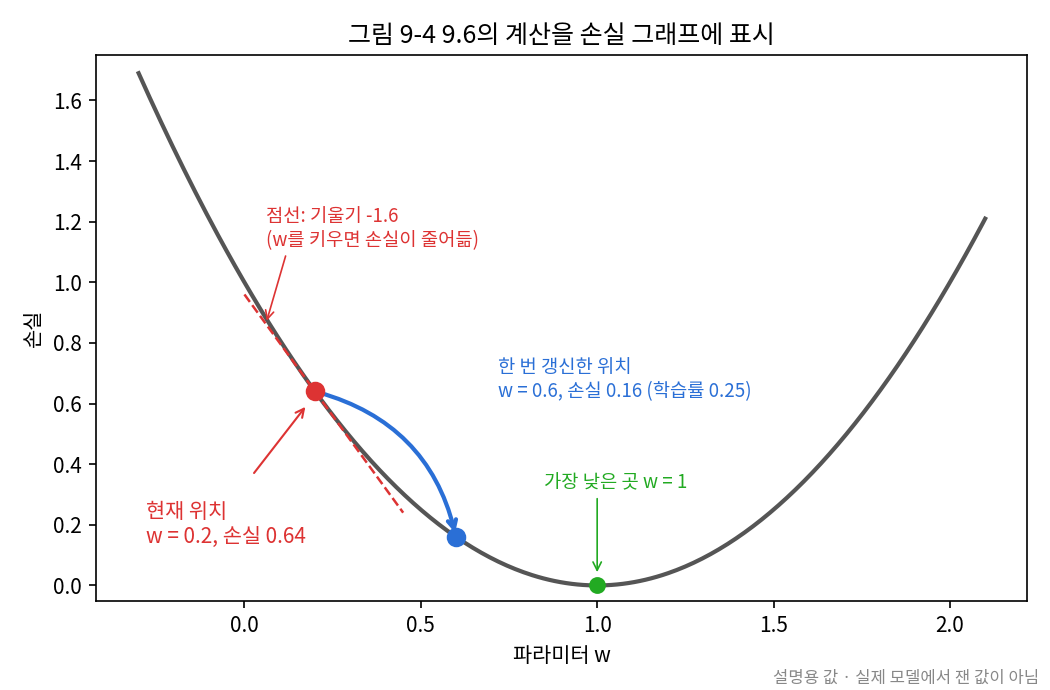 그림 9-4 9.6의 계산을 손실 그래프에 표시
손실
1.6
1.4
1.2
1.0
0.8
0.6
0.4
0.2
0.0
점선: 기울기 -1.6
(w를 키우면 손실이 줄어듦)
한 번 갱신한 위치
w = 0.6, 손실 0.16 (학습률 0.25)
가장 낮은 곳 w = 1
현재 위치
w = 0.2, 손실 0.64
0.0 0.5 1.0 1.5 2.0
파라미터 w
설명용 값 · 실제 모델에서 잰 값이 아님